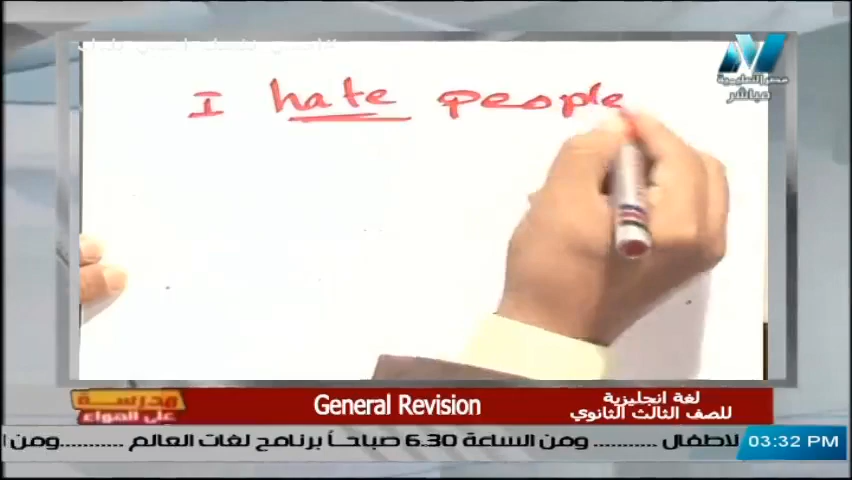 I hate people
مصر التعليمية
مباشر
مدرسة
على الهواء
General Revision
لغة انجليزية
للصف الثالث الثانوي
للاطفال .......... ومن الساعة 6.30 صباحاً برنامج لغات العالم .......... ومن ا
03:32 PM